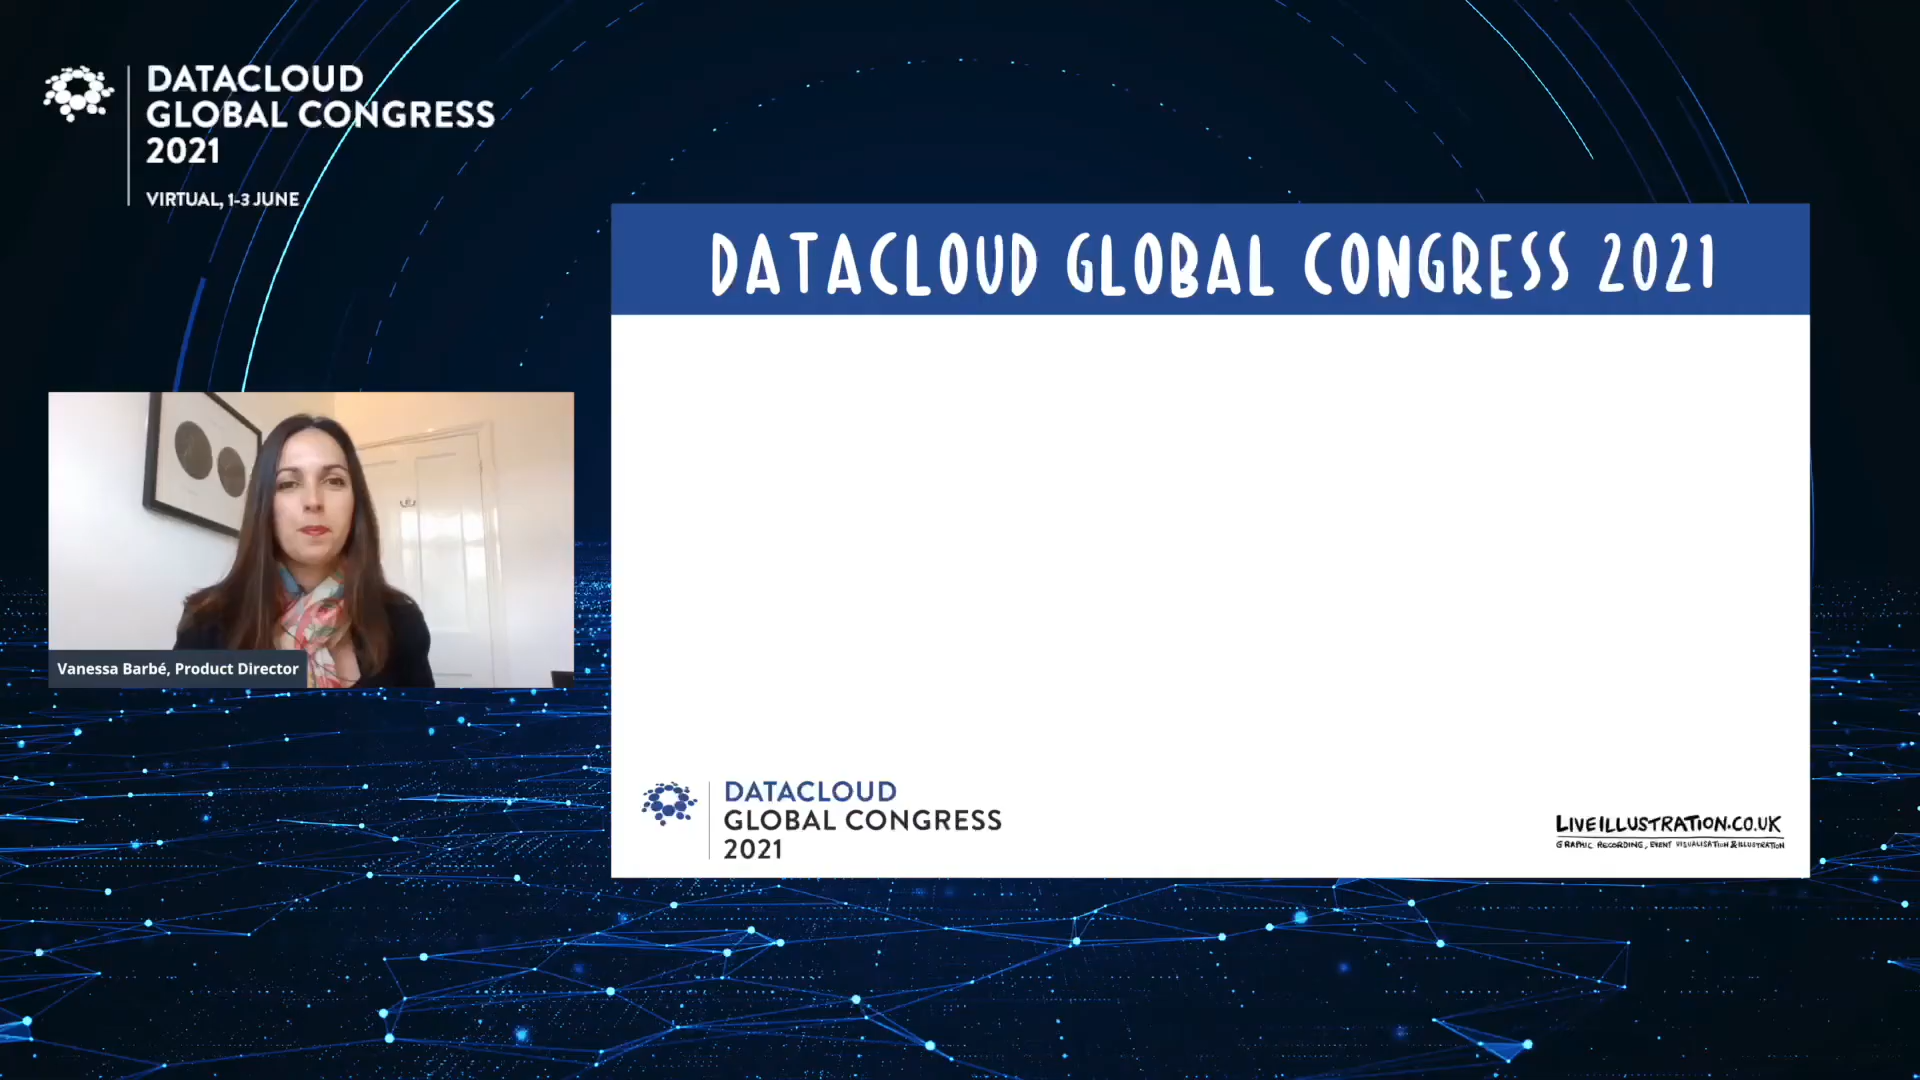 DATACLOUD
GLOBAL CONGRESS
2021
VIRTUAL, 1-3 JUNE
DATACLOUD GLOBAL CONGRESS 2021
Vanessa Barbé, Product Director
DATACLOUD
GLOBAL CONGRESS
2021
LIVEILLUSTRATION.CO.UK
GRAPHIC RECORDING, EVENT VISUALISATION & ILLUSTRATION